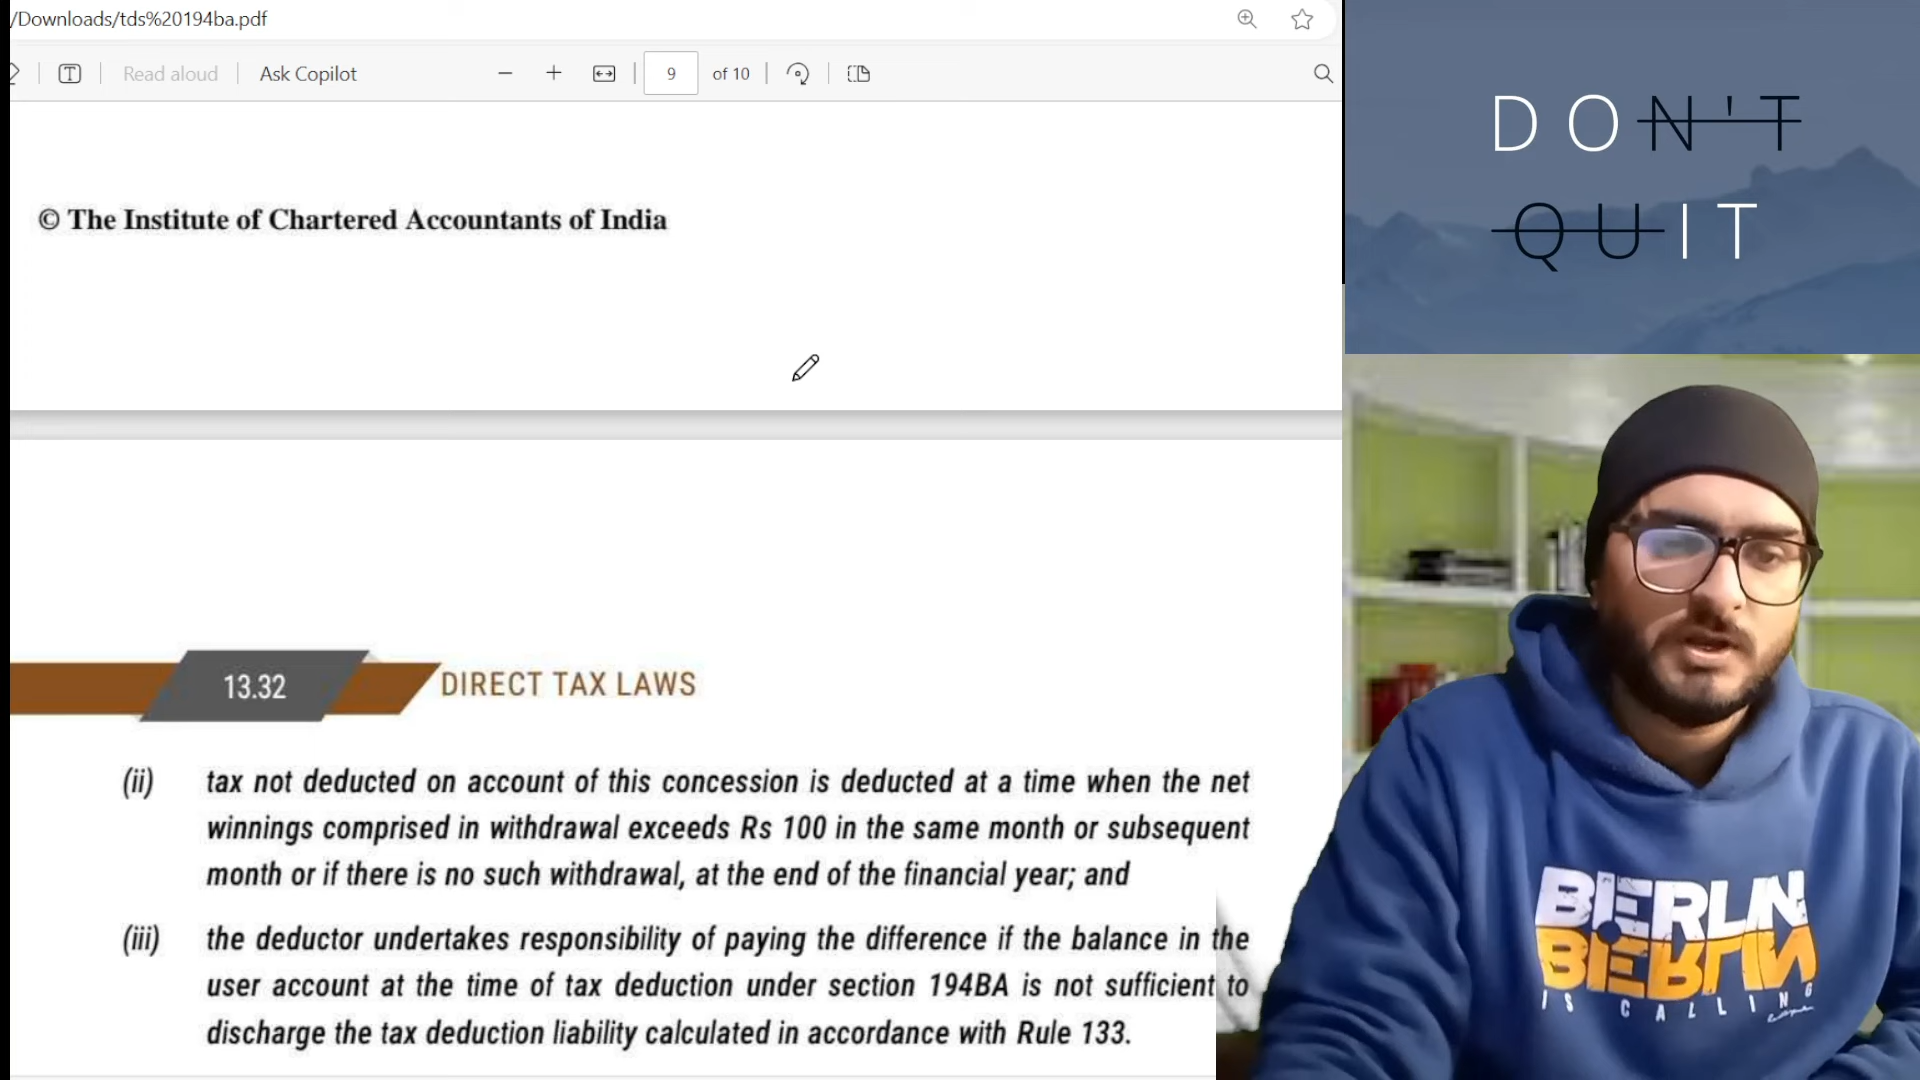 /Downloads/tds%20194ba.pdf
Read aloud
Ask Copilot
9
of 10
© The Institute of Chartered Accountants of India
13.32
DIRECT TAX LAWS
(ii) tax not deducted on account of this concession is deducted at a time when the net
winnings comprised in withdrawal exceeds Rs 100 in the same month or subsequent
month or if there is no such withdrawal, at the end of the financial year; and
(iii) the deductor undertakes responsibility of paying the difference if the balance in the
user account at the time of tax deduction under section 194BA is not sufficient to
discharge the tax deduction liability calculated in accordance with Rule 133.
DON'T
QUIT
BERLIN
BERLIN
IS CALLING